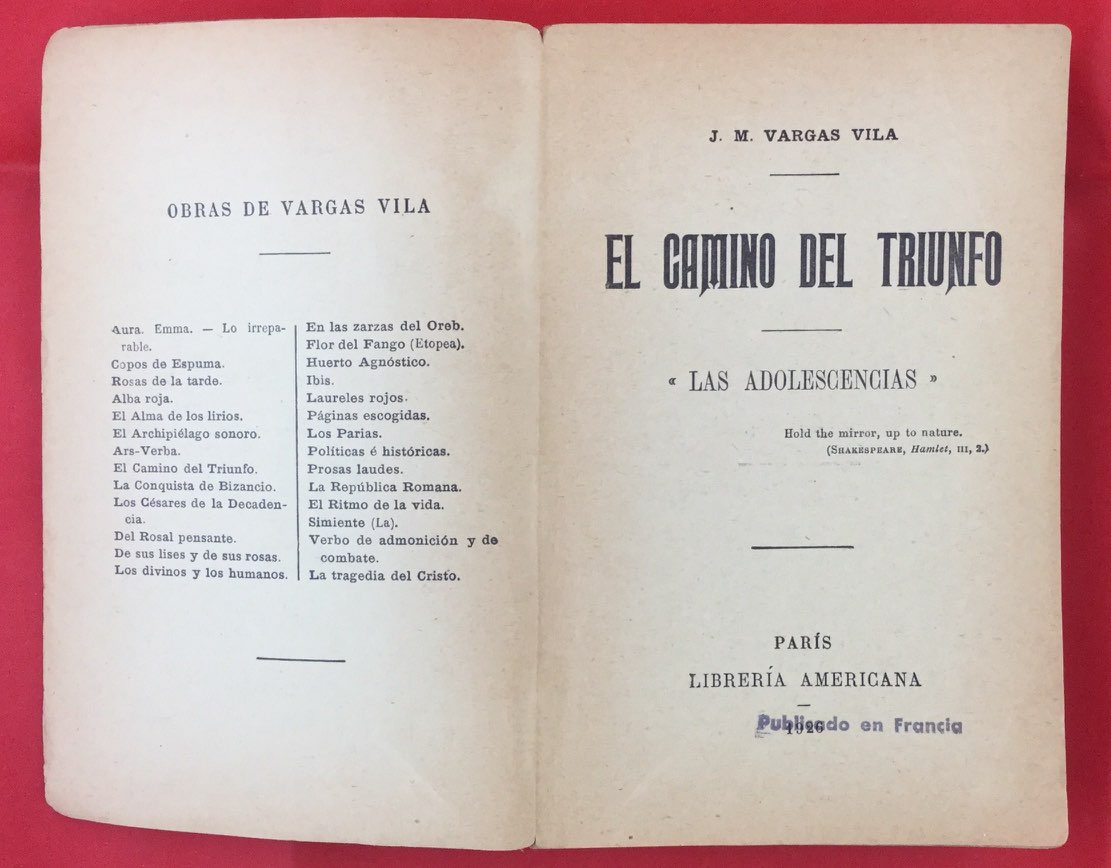 OBRAS DE VARGAS VILA
Aura. Emma. — Lo irrepa-
rable.
Copos de Espuma.
Rosas de la tarde.
Alba roja.
El Alma de los lirios.
El Archipiélago sonoro.
Ars-Verba.
El Camino del Triunfo.
La Conquista de Bizancio.
Los Césares de la Decaden-
cia.
Del Rosal pensante.
De sus lises y de sus rosas.
Los divinos y los humanos.
En las zarzas del Oreb.
Flor del Fango (Etopea).
Huerto Agnóstico.
Ibis.
Laureles rojos.
Páginas escogidas.
Los Parias.
Políticas é históricas.
Prosas laudes.
La República Romana.
El Ritmo de la vida.
Simiente (La).
Verbo de admonición y de
combate.
La tragedia del Cristo.
J. M. VARGAS VILA
EL CAMINO DEL TRIUNFO
« LAS ADOLESCENCIAS »
Hold the mirror, up to nature.
(SHAKESPEARE, Hamlet, III, 2.)
PARÍS
LIBRERÍA AMERICANA
1926
Publicado en Francia